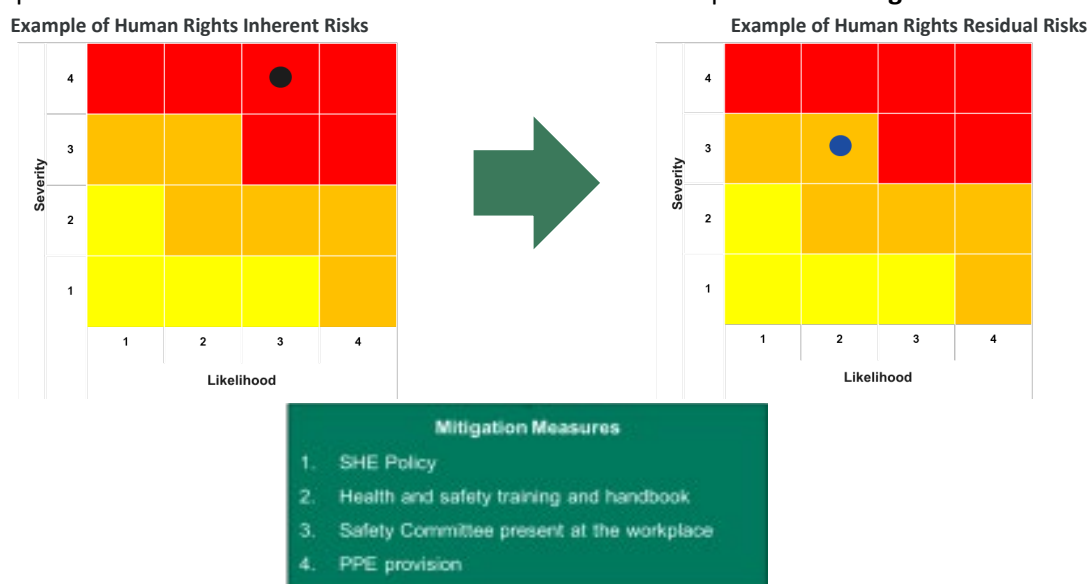 Example of Human Rights Inherent Risks
Severity
4
3
2
1
1 2 3 4
Likelihood
Example of Human Rights Residual Risks
Severity
4
3
2
1
1 2 3 4
Likelihood
Mitigation Measures
1. SHE Policy
2. Health and safety training and handbook
3. Safety Committee present at the workplace
4. PPE provision